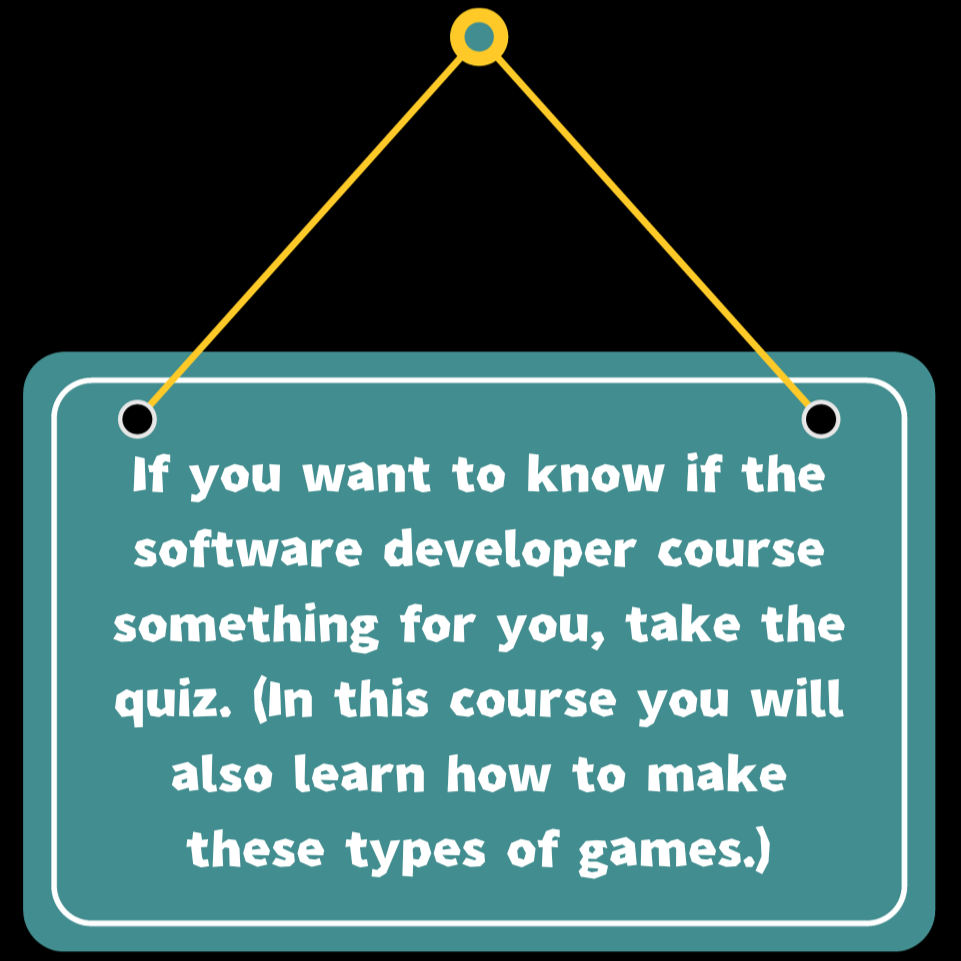 If you want to know if the
software developer course
something for you, take the
quiz. (In this course you will
also learn how to make
these types of games.)